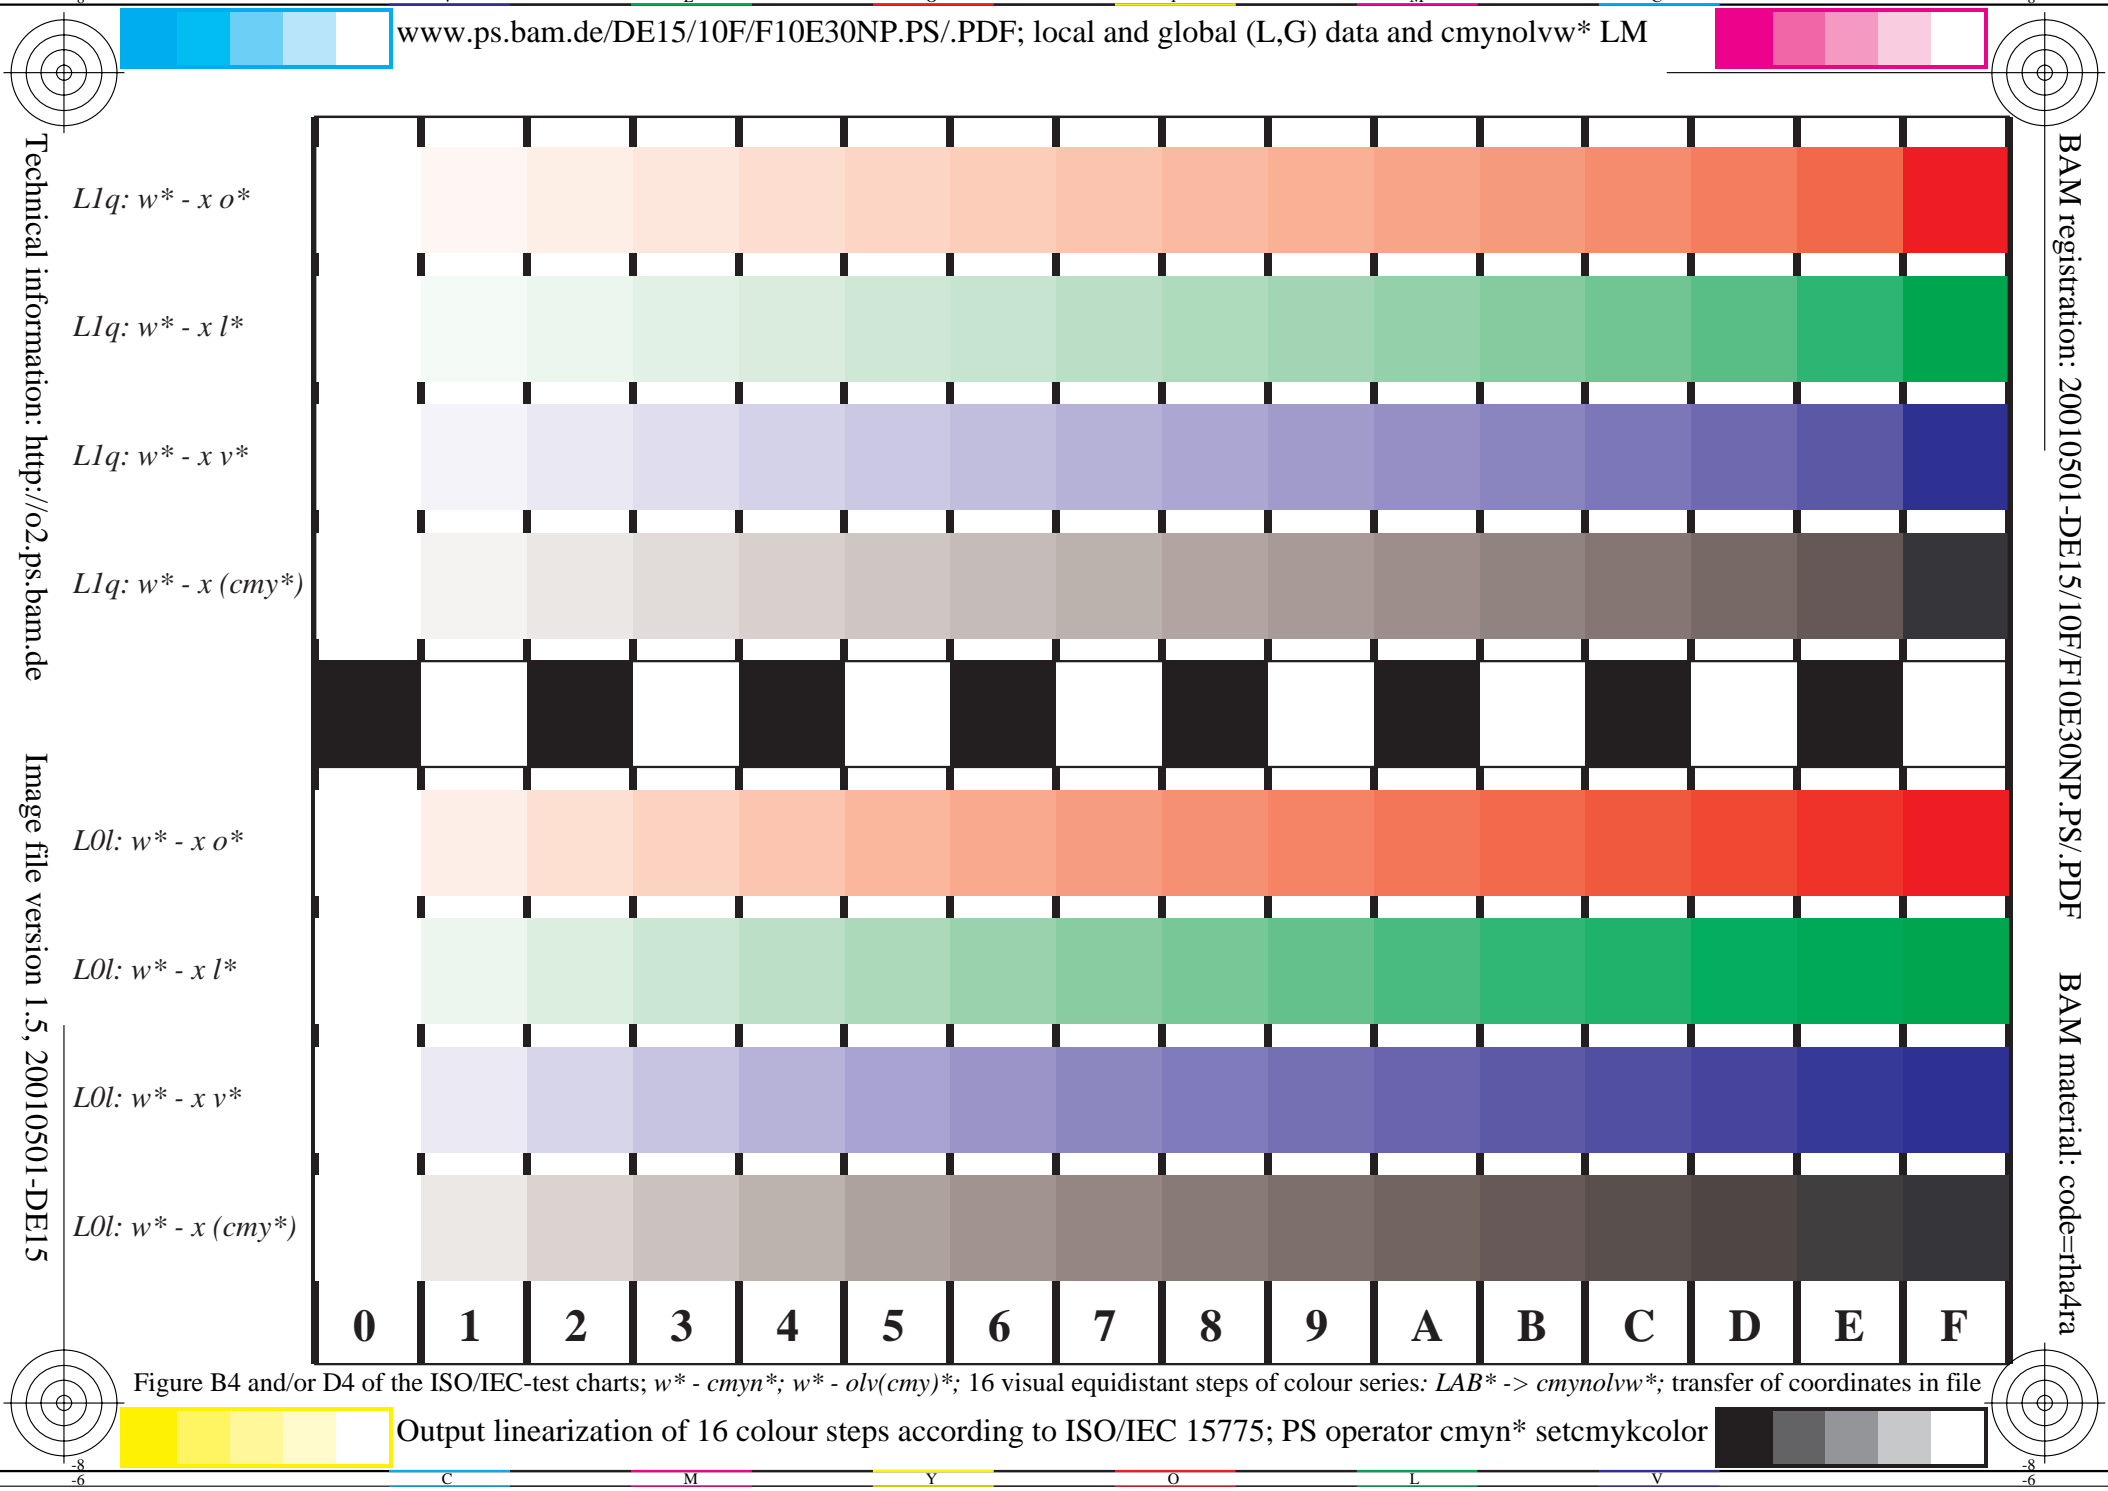 www.ps.bam.de/DE15/10F/F10E30NP.PS/.PDF; local and global (L,G) data and cmynolvw* LM
Technical information: http://o2.ps.bam.de
Image file version 1.5, 20010501-DE15
BAM registration: 20010501-DE15/10F/F10E30NP.PS/.PDF
BAM material: code=rha4ra
L1q: w* - x o*
L1q: w* - x l*
L1q: w* - x v*
L1q: w* - x (cmy*)
L0l: w* - x o*
L0l: w* - x l*
L0l: w* - x v*
L0l: w* - x (cmy*)
0 1 2 3 4 5 6 7 8 9 A B C D E F
Figure B4 and/or D4 of the ISO/IEC-test charts; w* - cmyn*; w* - olv(cmy)*; 16 visual equidistant steps of colour series: LAB* -> cmynolvw*; transfer of coordinates in file
Output linearization of 16 colour steps according to ISO/IEC 15775; PS operator cmyn* setcmykcolor
-8 -8
-6 C M Y O L V -6